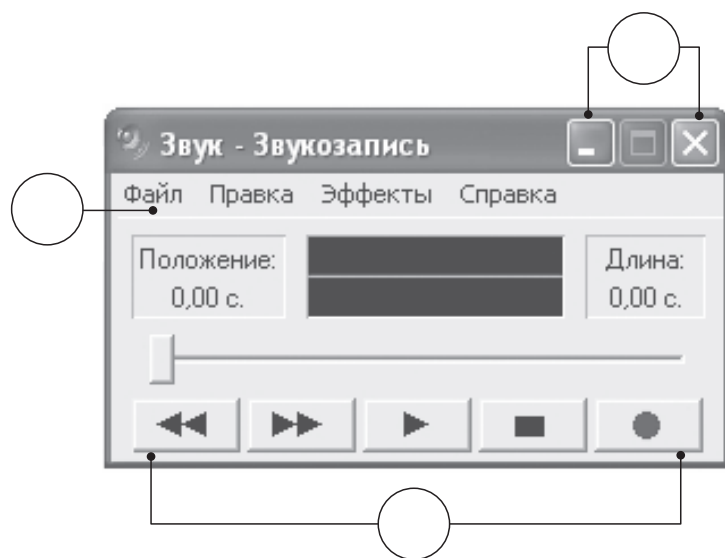 Звук - Звукозапись
Файл Правка Эффекты Справка
Положение:
0,00 с.
Длина:
0,00 с.